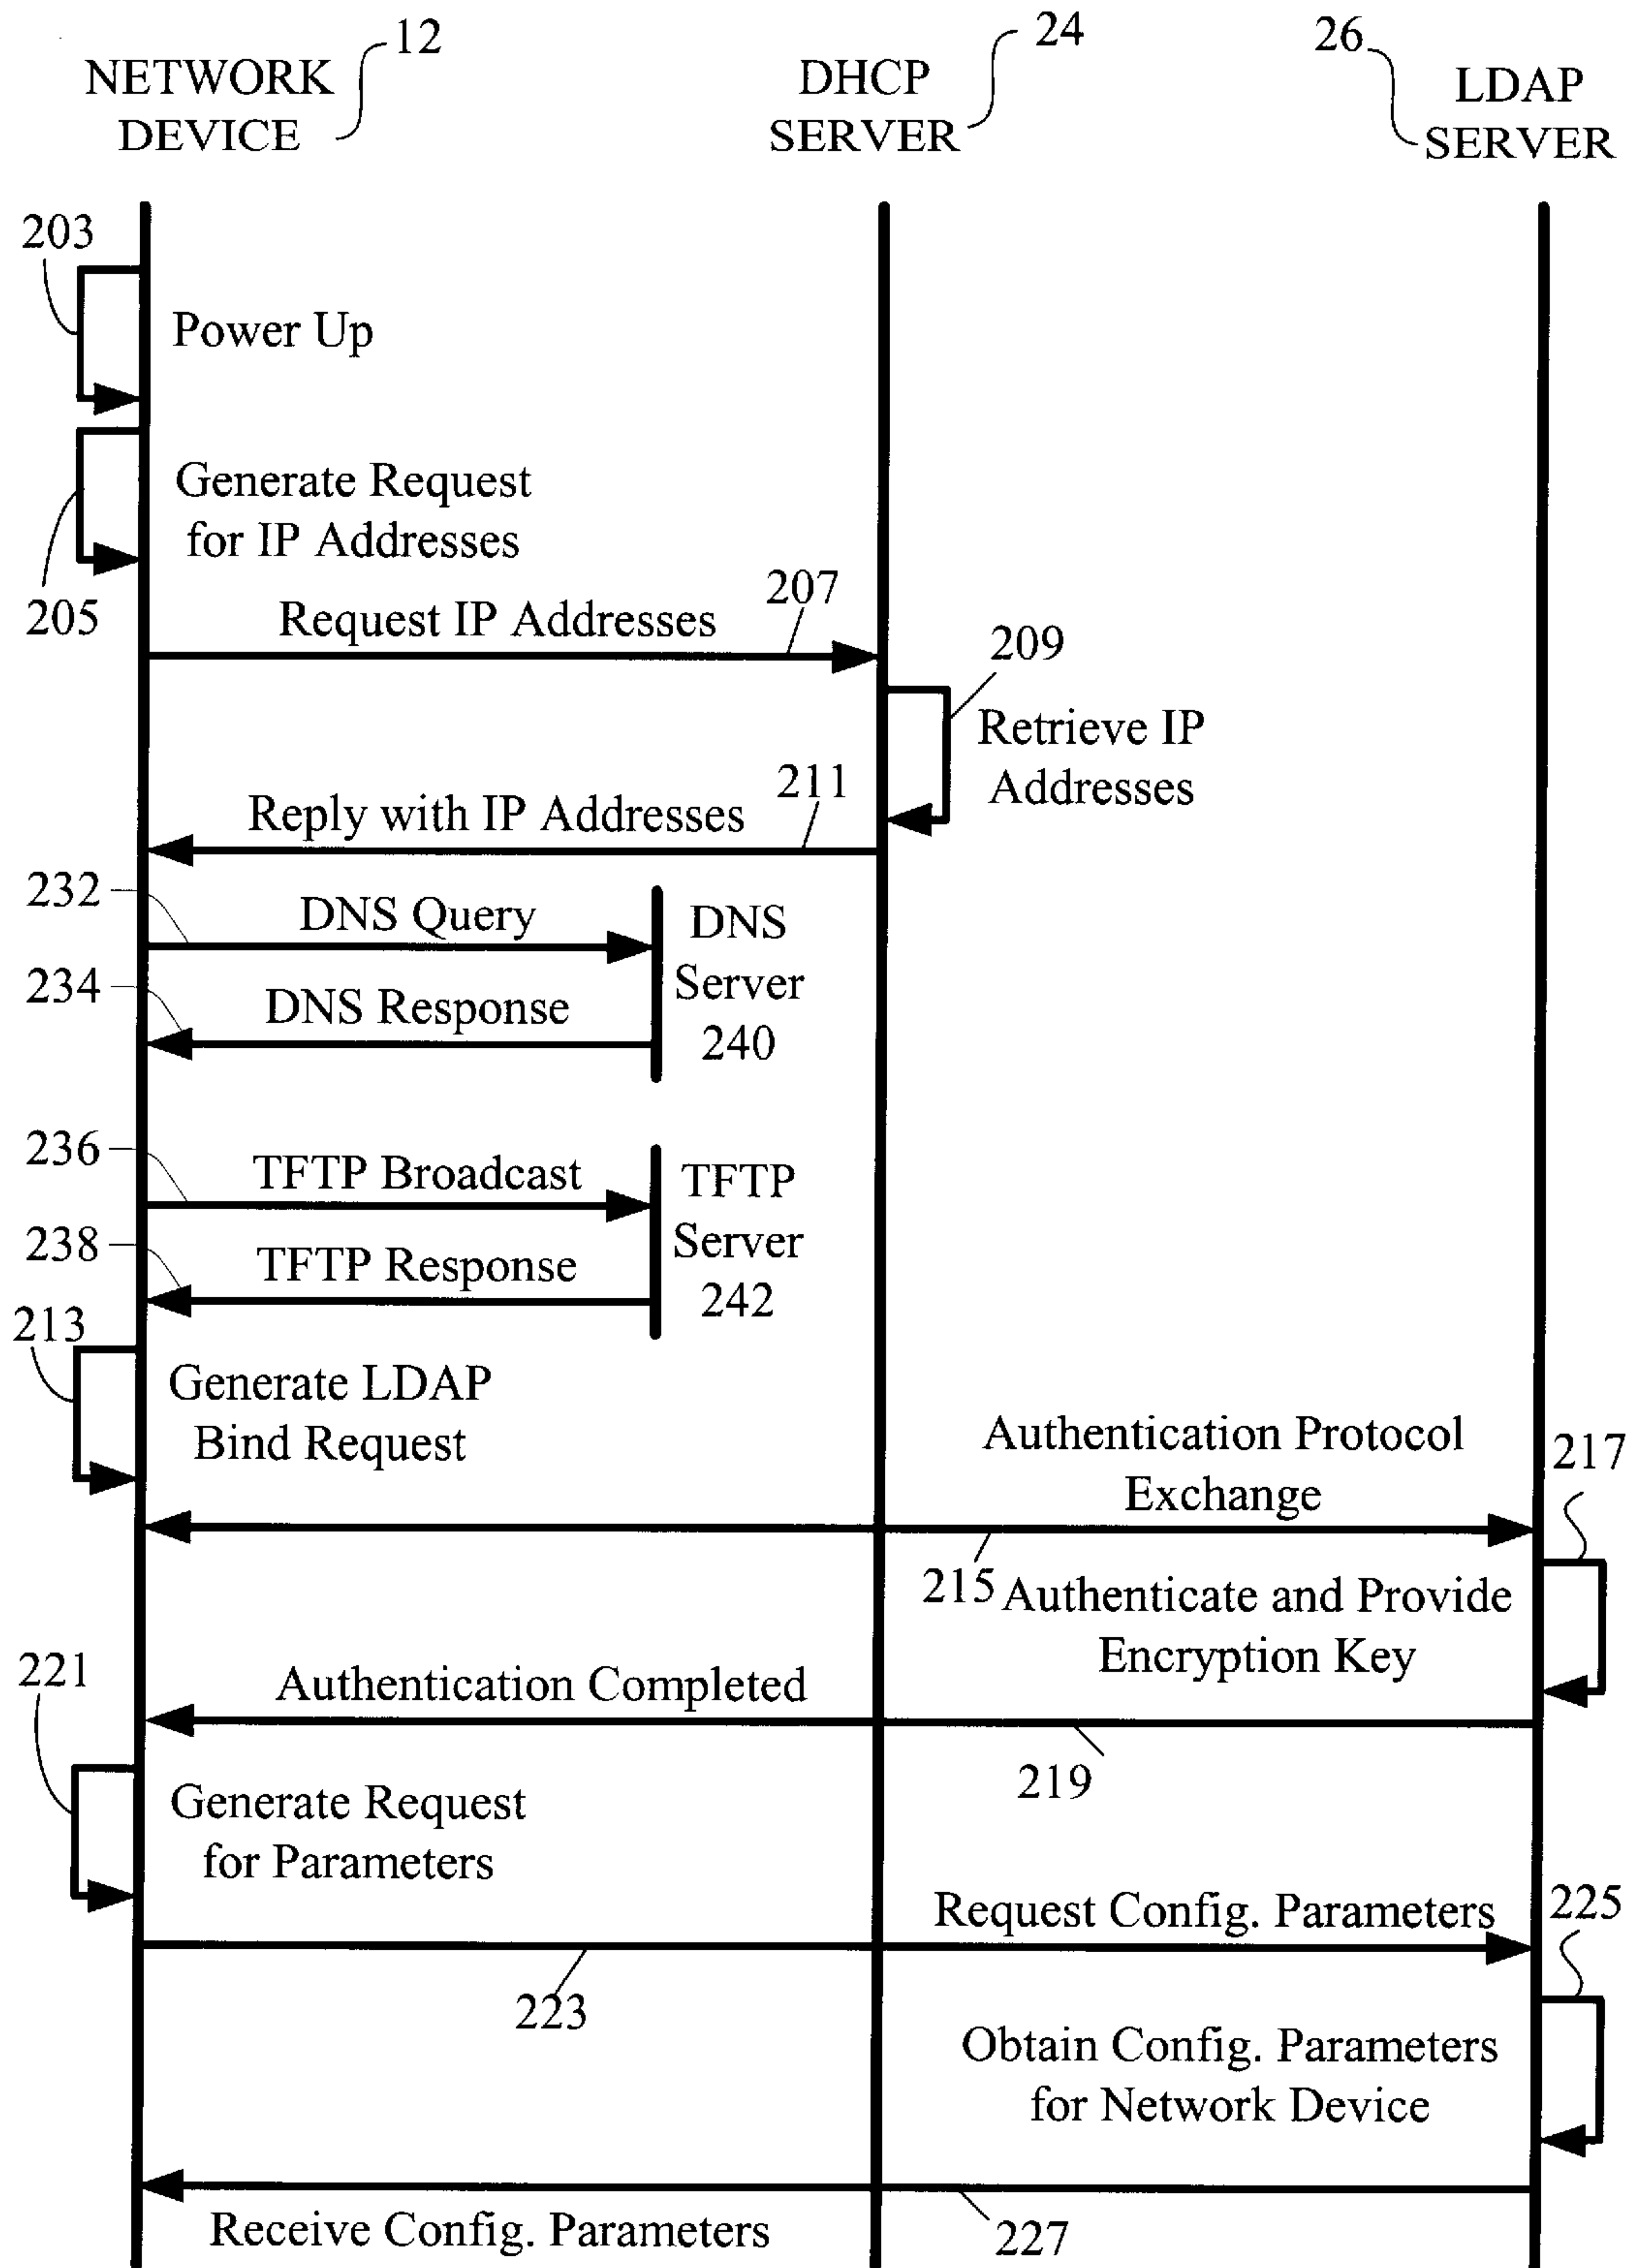 12
NETWORK
DEVICE
24
DHCP
SERVER
26
LDAP
SERVER
203
Power Up
Generate Request
for IP Addresses
205
Request IP Addresses
207
209
Retrieve IP
Addresses
211
Reply with IP Addresses
232
DNS Query
DNS
Server
240
234
DNS Response
236
TFTP Broadcast
TFTP
Server
242
238
TFTP Response
213
Generate LDAP
Bind Request
Authentication Protocol
Exchange
217
215
Authenticate and Provide
Encryption Key
221
Authentication Completed
219
Generate Request
for Parameters
Request Config. Parameters
225
223
Obtain Config. Parameters
for Network Device
Receive Config. Parameters
227